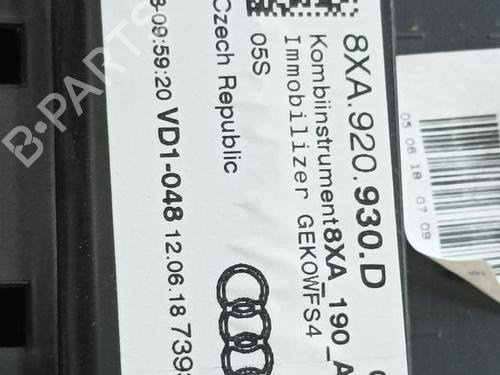 8XA.920.930.D
Kombiinstrument8XA_190_A
Immobilizer GEKOWFS4
05S
Czech Republic
-09:59:20 VD1-048 12.06.18 739
05 06 18 07 09
B-PARTS